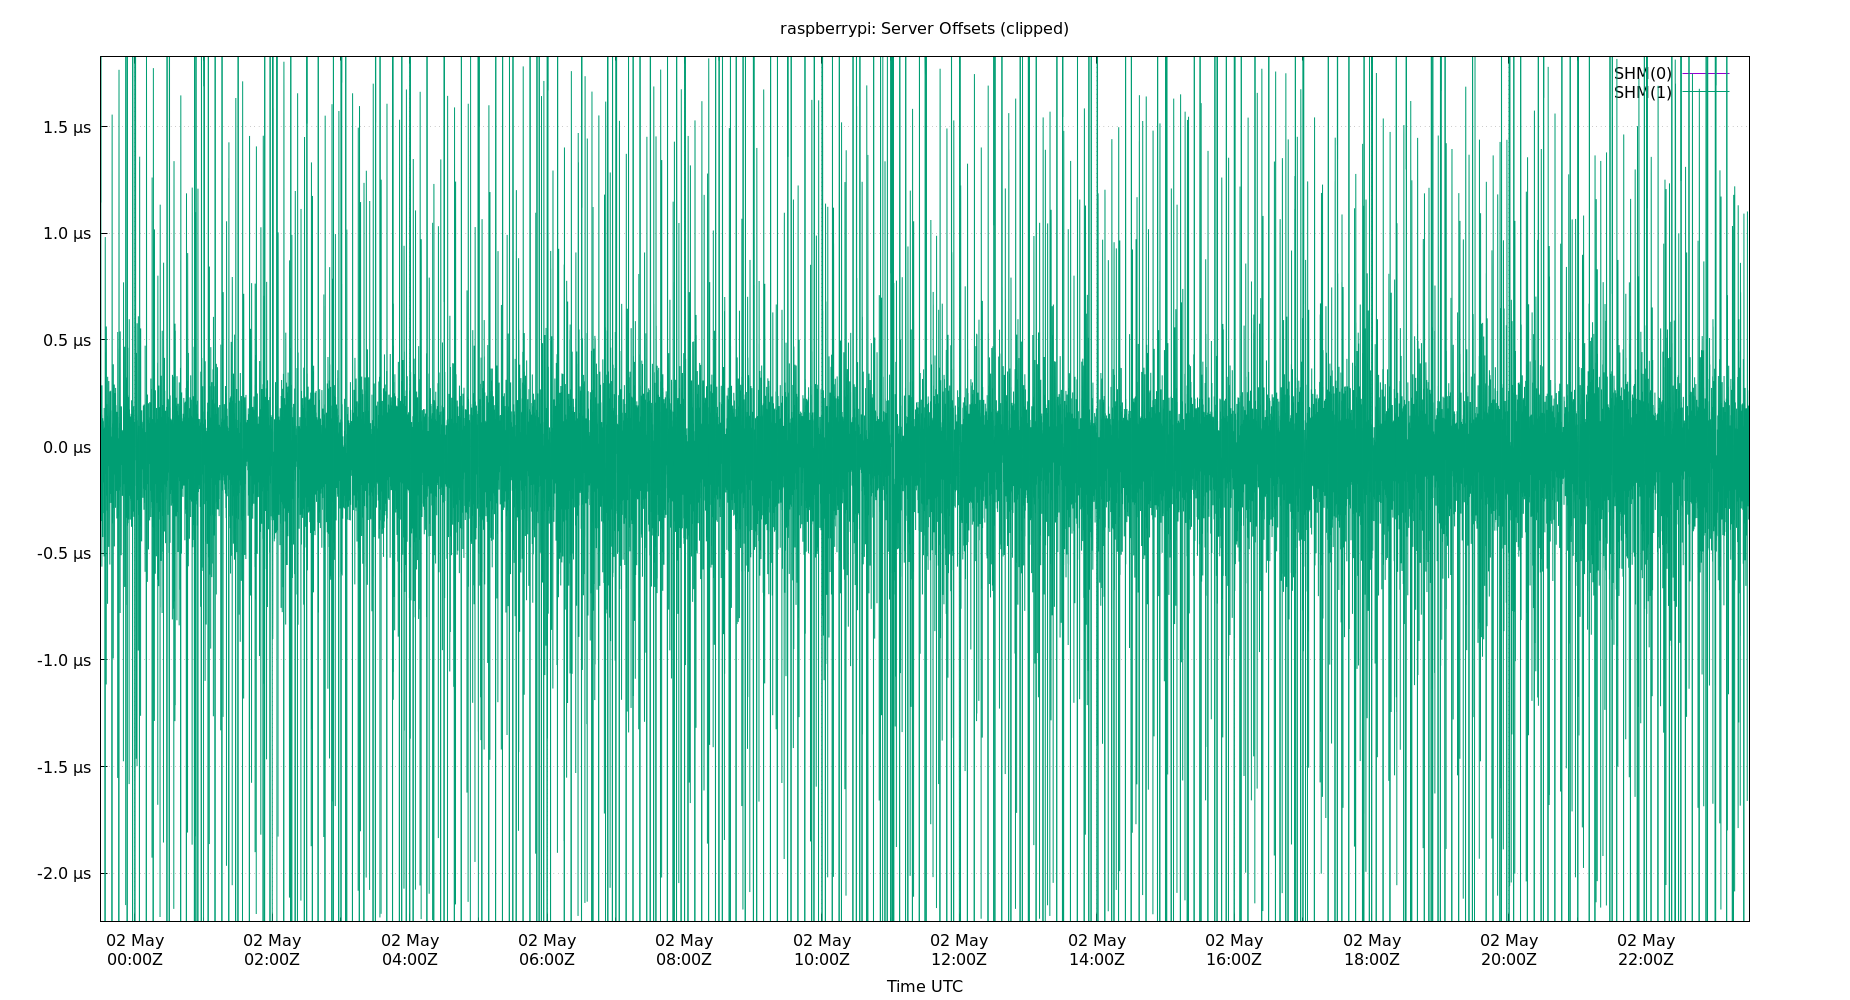 raspberrypi: Server Offsets (clipped)
SHM(0)
SHM(1)
1.5 µs
1.0 µs
0.5 µs
0.0 µs
-0.5 µs
-1.0 µs
-1.5 µs
-2.0 µs
02 May 02 May 02 May 02 May 02 May 02 May 02 May 02 May 02 May 02 May 02 May 02 May
00:00Z 02:00Z 04:00Z 06:00Z 08:00Z 10:00Z 12:00Z 14:00Z 16:00Z 18:00Z 20:00Z 22:00Z
Time UTC